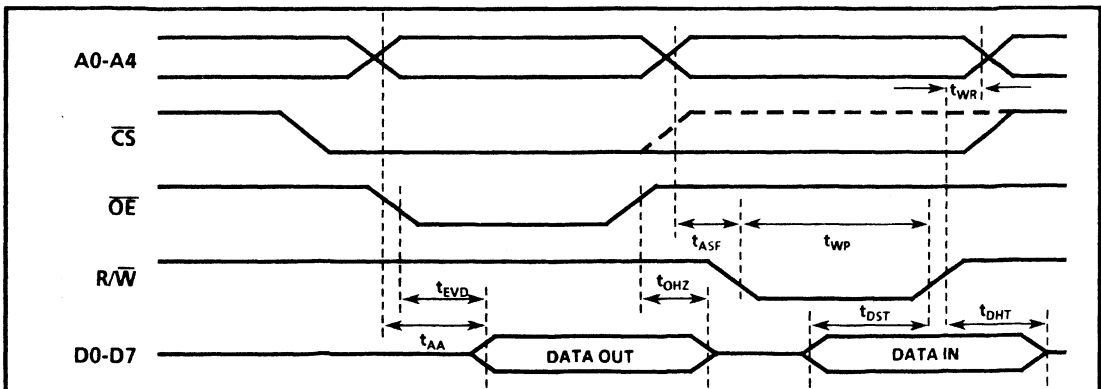 A0-A4
tWR
CS
OE
tASF
tWP
R/W
tEVD
tOHZ
tDST
tDHT
tAA
D0-D7
DATA OUT
DATA IN